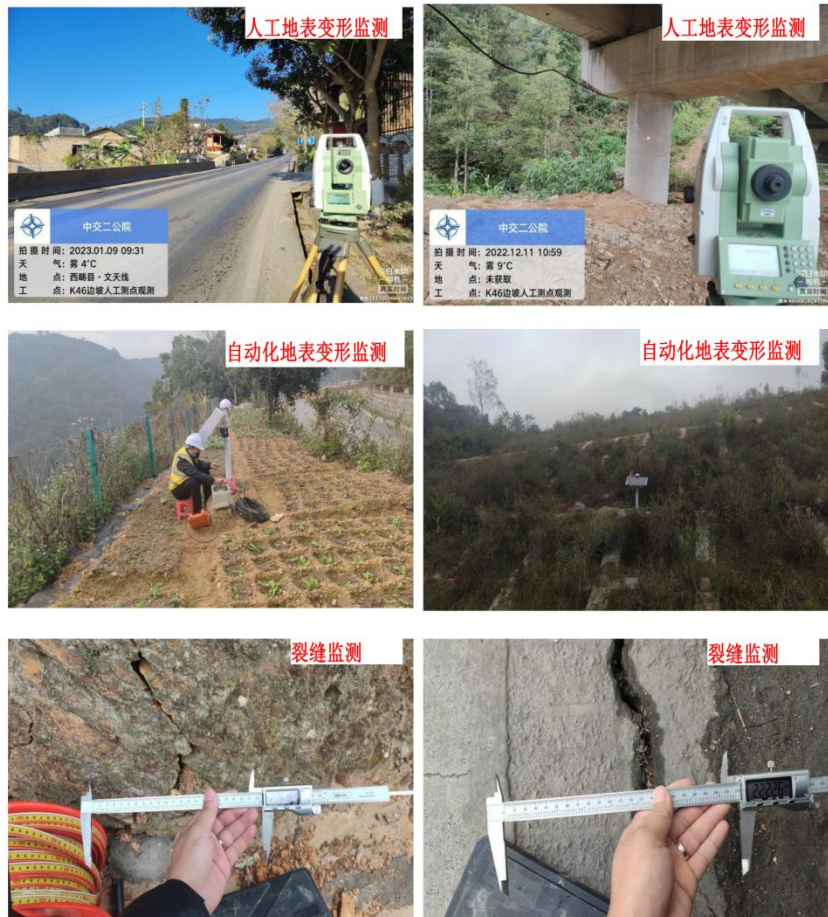 人工地表变形监测
中交二公院
拍摄时间：2023.01.09 09:31
天　　气：雾 4°C
地　　点：西畴县·文天线
工　　点：K46边坡人工测点观测
人工地表变形监测
中交二公院
拍摄时间：2022.12.11 10:59
天　　气：雾 9°C
地　　点：未获取
工　　点：K46边坡人工测点观测
自动化地表变形监测
自动化地表变形监测
裂缝监测
裂缝监测